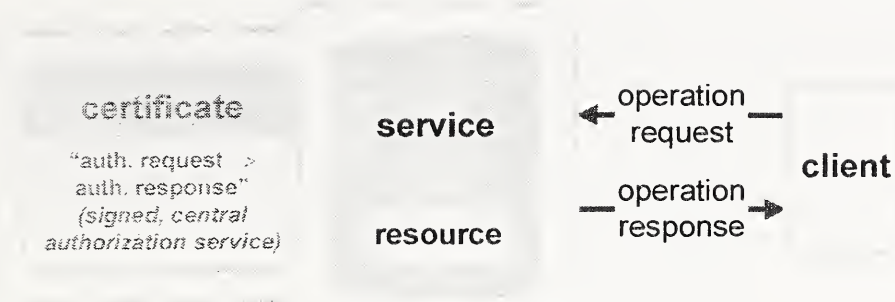 certificate
"auth. request >
auth. response"
(signed, central
authorization service)
service
resource
operation
request
operation
response
client